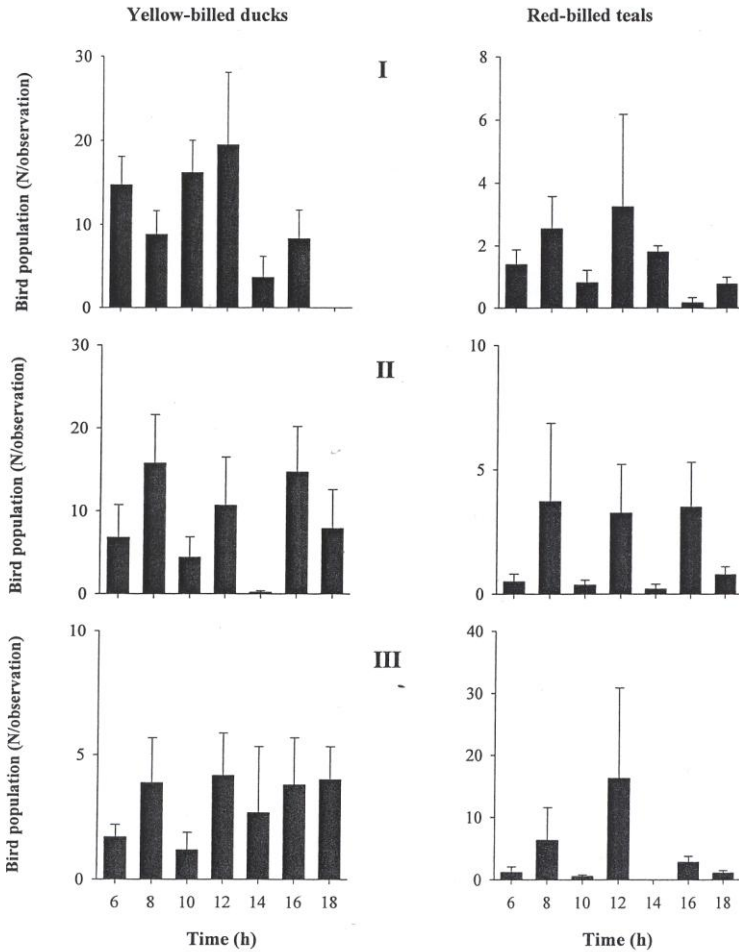 Yellow-billed ducks Red-billed teals
I
Bird population (N/observation)
30
20
10
0
8
6
4
2
0
II
Bird population (N/observation)
30
20
10
0
10
5
0
III
Bird population (N/observation)
10
5
0
40
30
20
10
0
6 8 10 12 14 16 18
6 8 10 12 14 16 18
Time (h) Time (h)